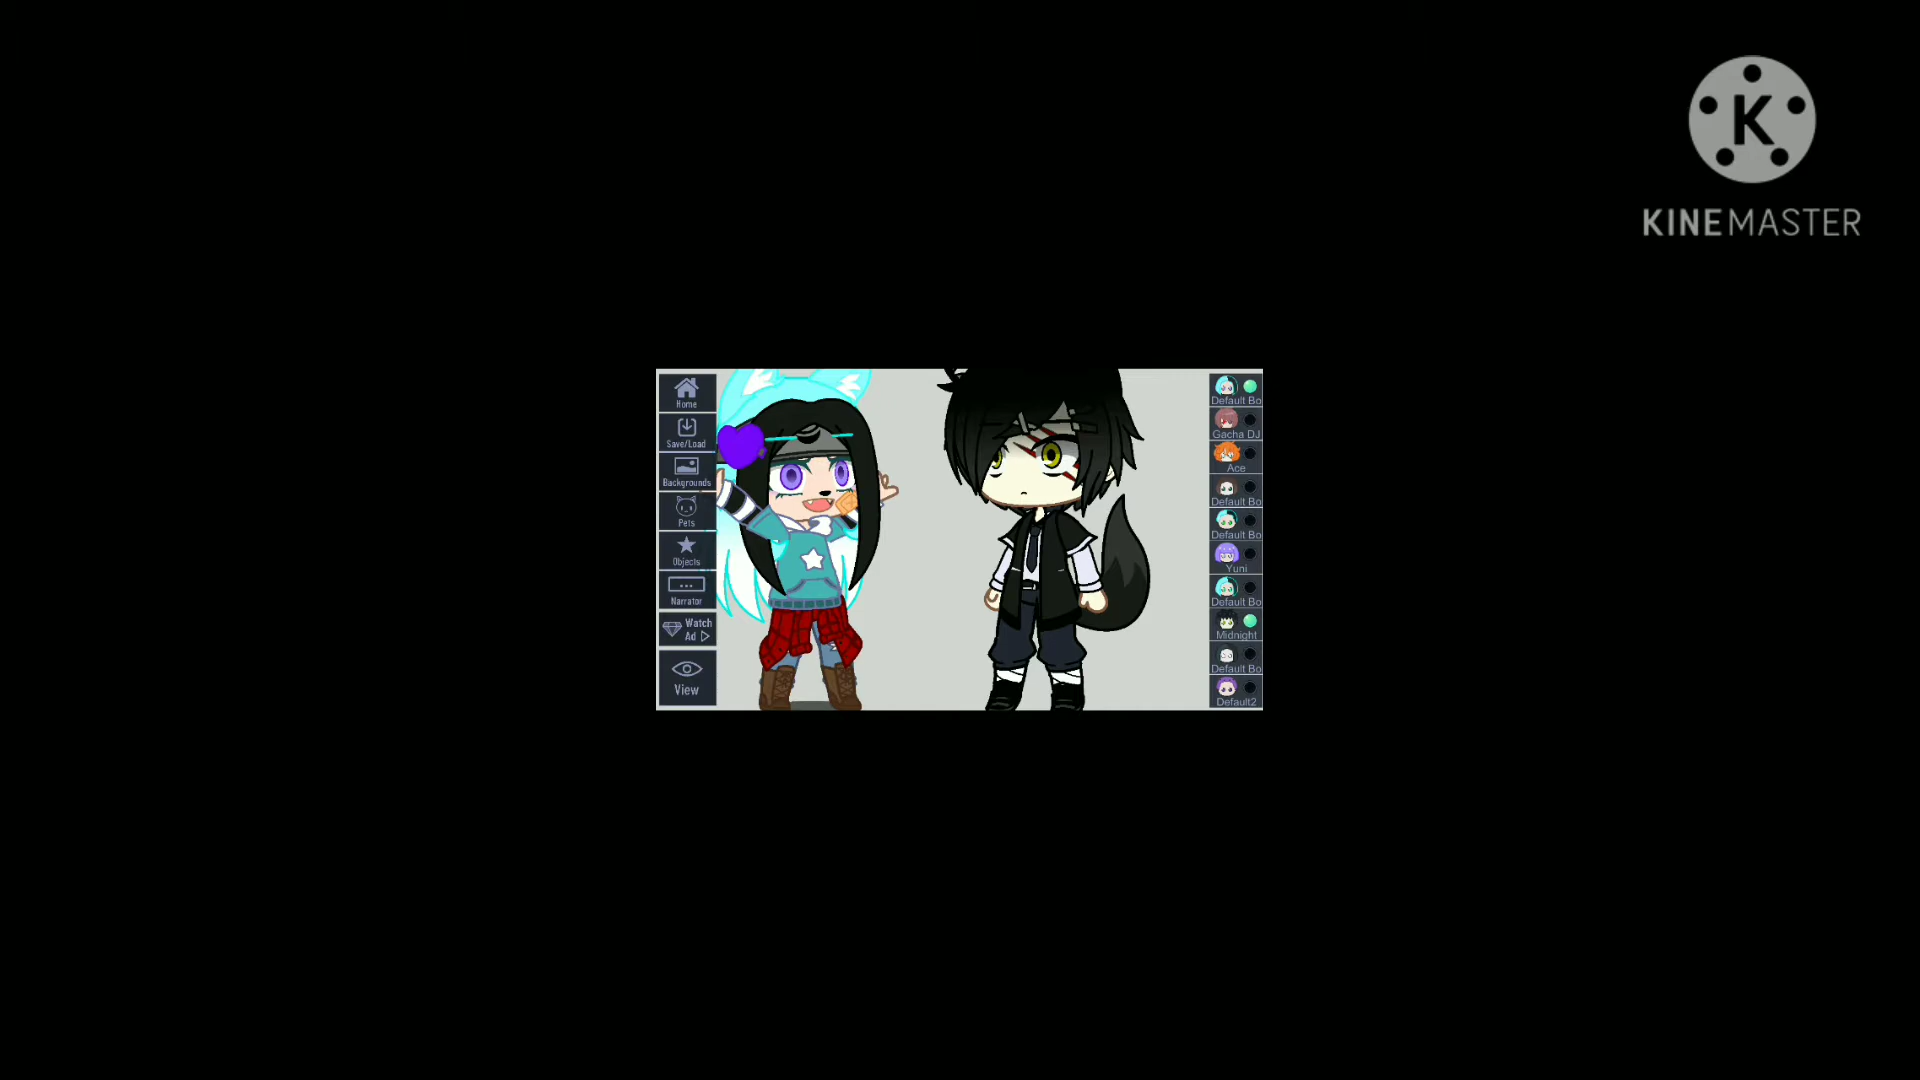 K
KINEMASTER
Home
Save/Load
Backgrounds
Pets
Objects
Narrator
Watch
Ad
View
Default Bo
Gacha DJ
Ace
Default Bo
Default Bo
Yuni
Default Bo
Midnight
Default Bo
Default2